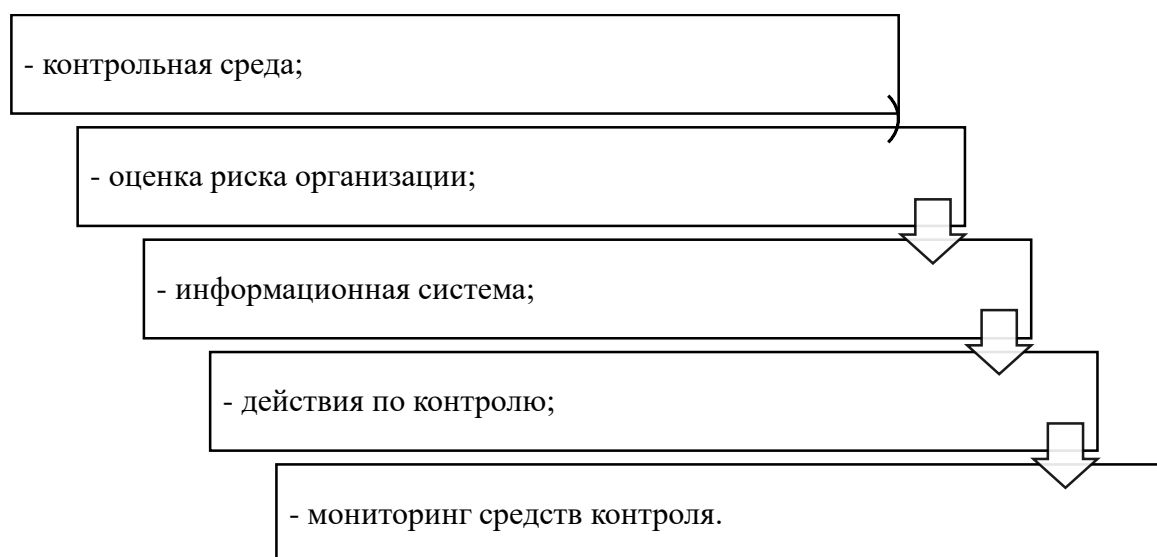 - контрольная среда;
- оценка риска организации;
- информационная система;
- действия по контролю;
- мониторинг средств контроля.